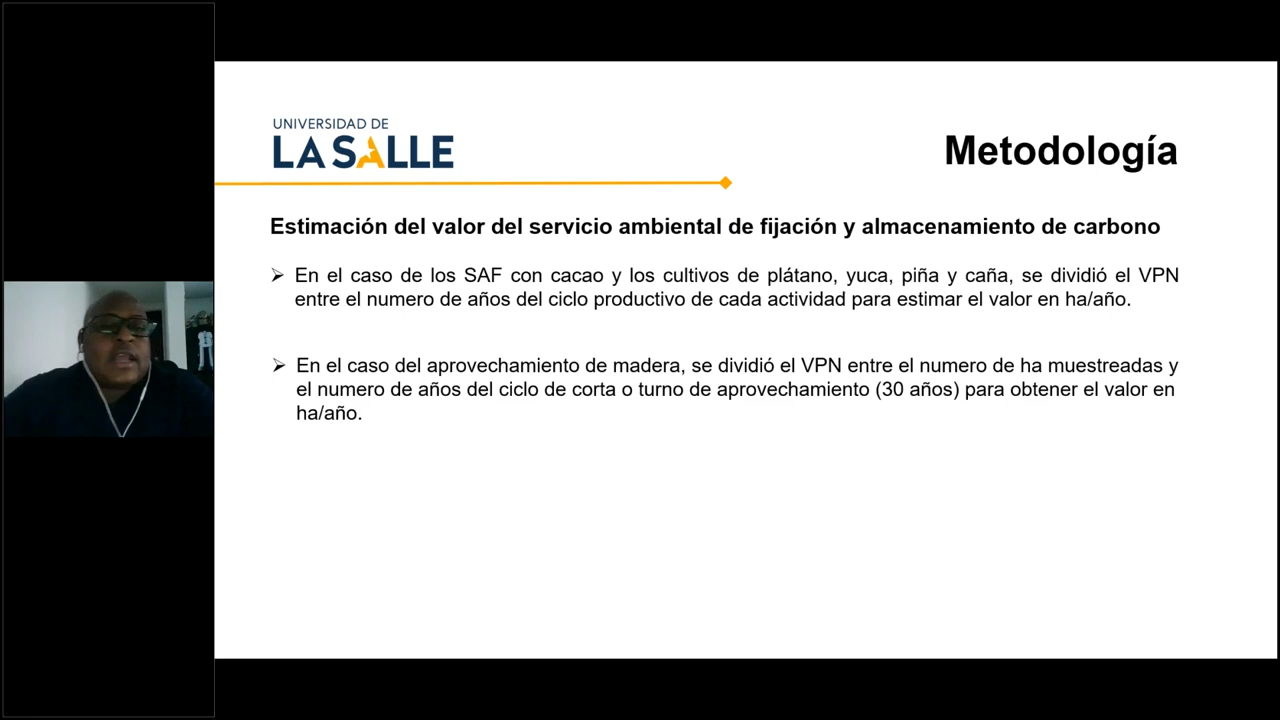 UNIVERSIDAD DE
LA SALLE
Metodología
Estimación del valor del servicio ambiental de fijación y almacenamiento de carbono
➢ En el caso de los SAF con cacao y los cultivos de plátano, yuca, piña y caña, se dividió el VPN
entre el numero de años del ciclo productivo de cada actividad para estimar el valor en ha/año.
➢ En el caso del aprovechamiento de madera, se dividió el VPN entre el numero de ha muestreadas y
el numero de años del ciclo de corta o turno de aprovechamiento (30 años) para obtener el valor en
ha/año.